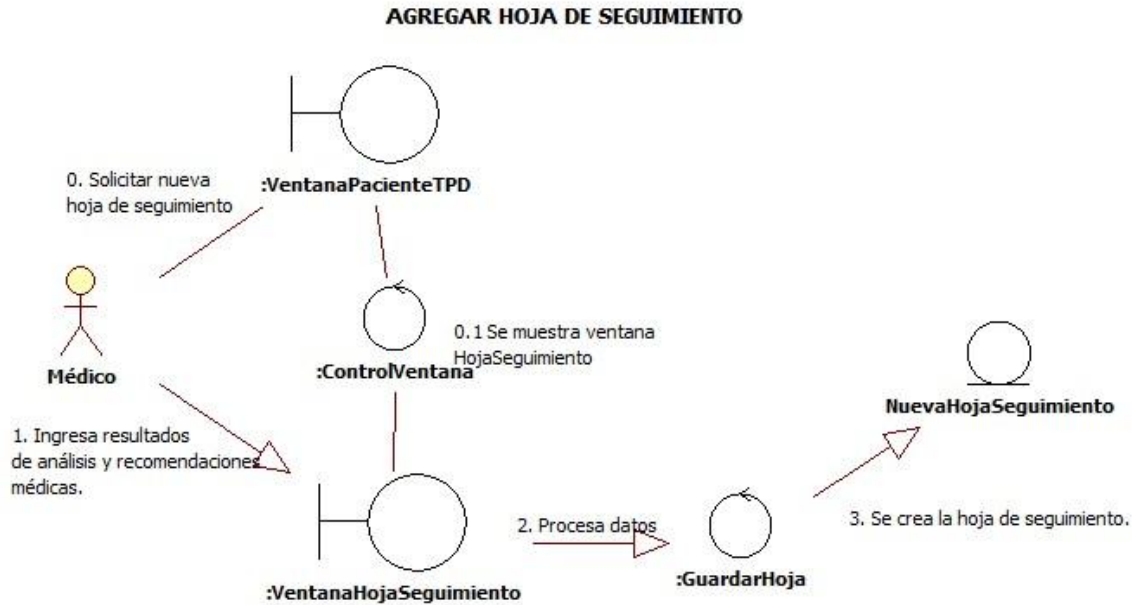 AGREGAR HOJA DE SEGUIMIENTO
0. Solicitar nueva
hoja de seguimiento
:VentanaPacienteTPD
Médico
:ControlVentana
0.1 Se muestra ventana
HojaSeguimiento
NuevaHojaSeguimiento
1. Ingresa resultados
de análisis y recomendaciones
médicas.
:VentanaHojaSeguimiento
2. Procesa datos
:GuardarHoja
3. Se crea la hoja de seguimiento.